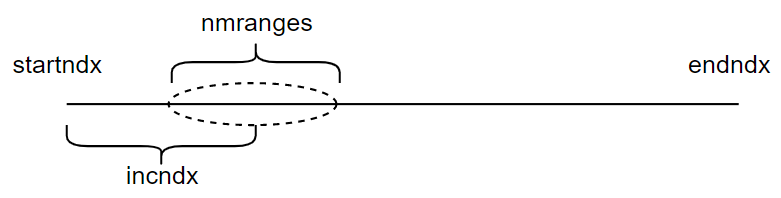 nmranges
startndx
endndx
incndx